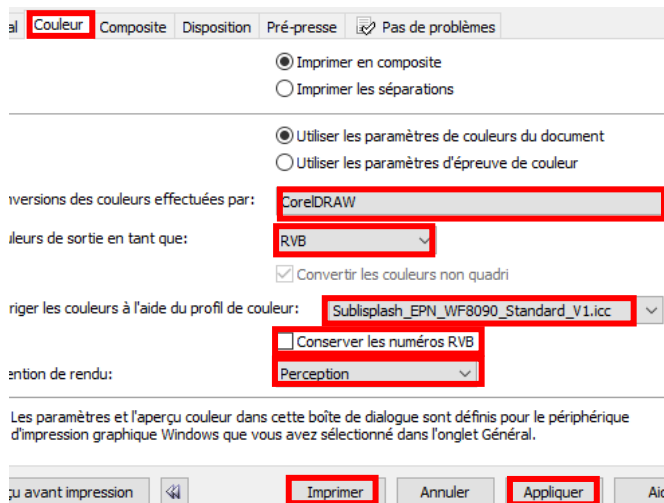 al Couleur Composite Disposition Pré-presse Pas de problèmes
Imprimer en composite
Imprimer les séparations
Utiliser les paramètres de couleurs du document
Utiliser les paramètres d'épreuve de couleur
nversions des couleurs effectuées par: CorelDRAW
uleurs de sortie en tant que: RVB
Convertir les couleurs non quadri
riger les couleurs à l'aide du profil de couleur: Sublisplash_EPN_WF8090_Standard_V1.icc
Conserver les numéros RVB
ention de rendu: Perception
Les paramètres et l'aperçu couleur dans cette boîte de dialogue sont définis pour le périphérique
d'impression graphique Windows que vous avez sélectionné dans l'onglet Général.
çu avant impression Imprimer Annuler Appliquer Aid